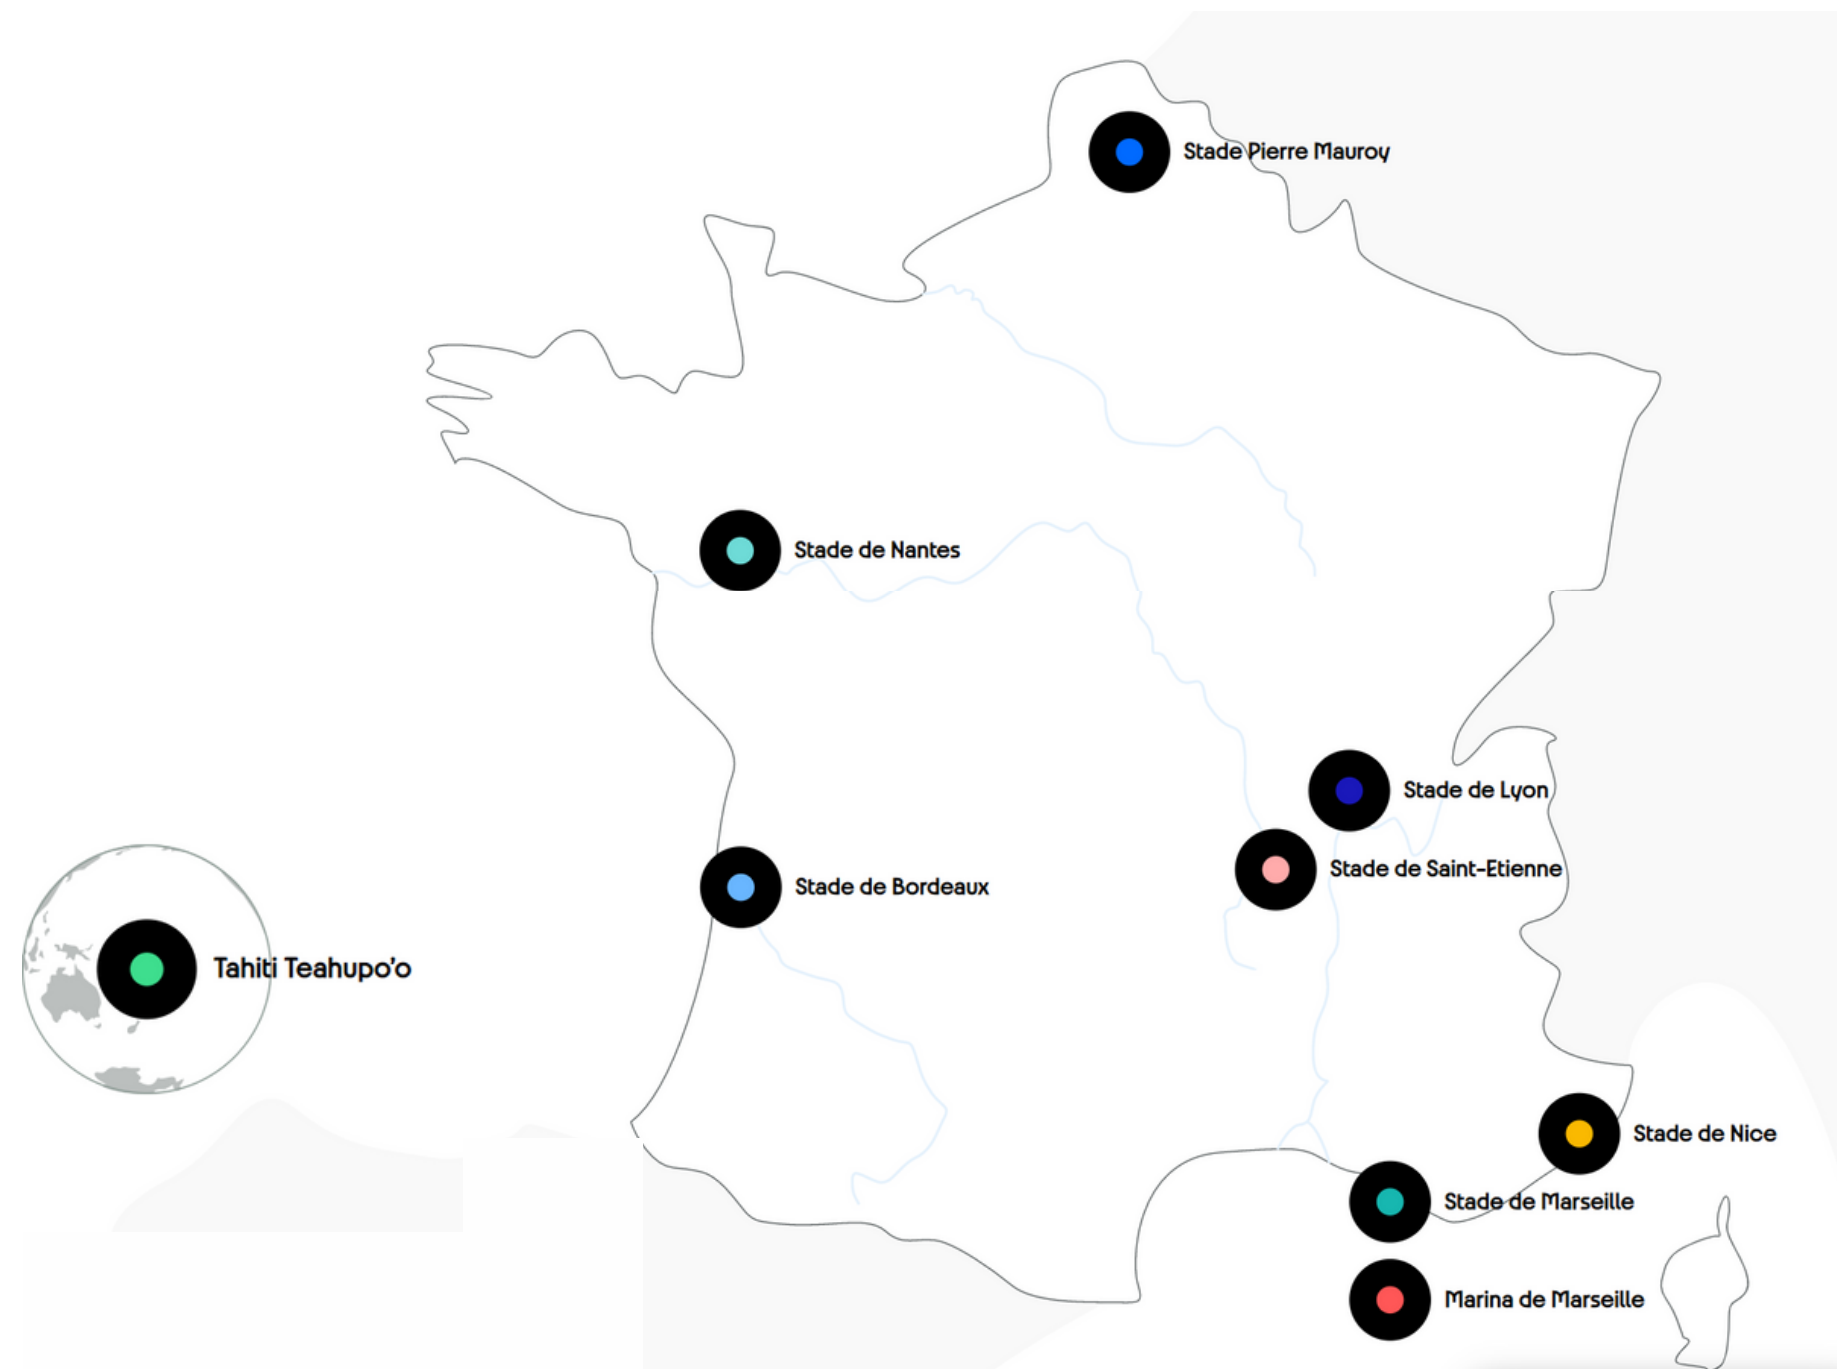 Stade Pierre Mauroy
Stade de Nantes
Stade de Lyon
Stade de Saint-Etienne
Stade de Bordeaux
Tahiti Teahupo'o
Stade de Nice
Stade de Marseille
Marina de Marseille